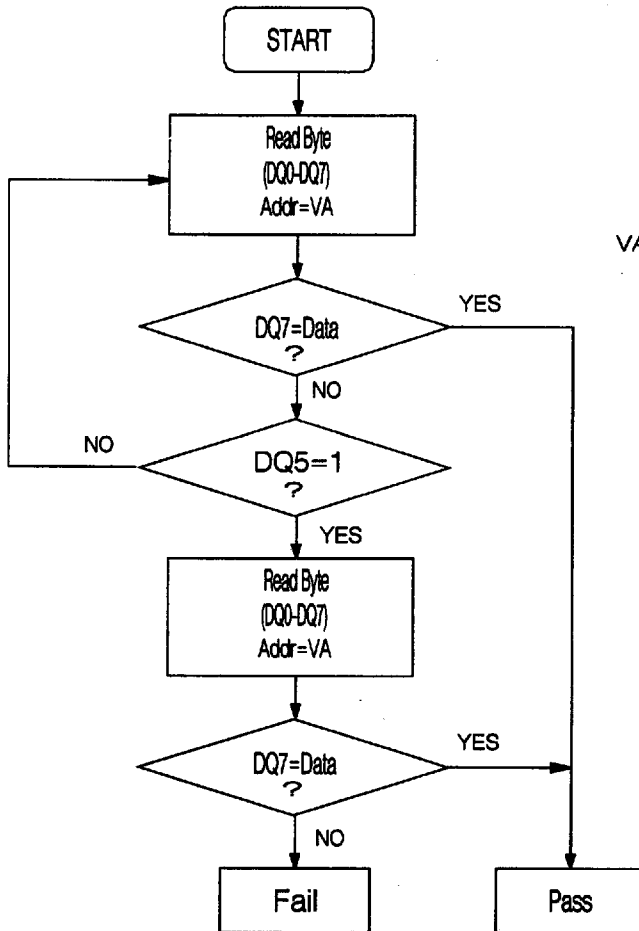 START
Read Byte
(DQ0-DQ7)
Addr=VA
VA
DQ7=Data
?
YES
NO
DQ5=1
?
NO
YES
Read Byte
(DQ0-DQ7)
Addr=VA
DQ7=Data
?
YES
NO
Fail
Pass